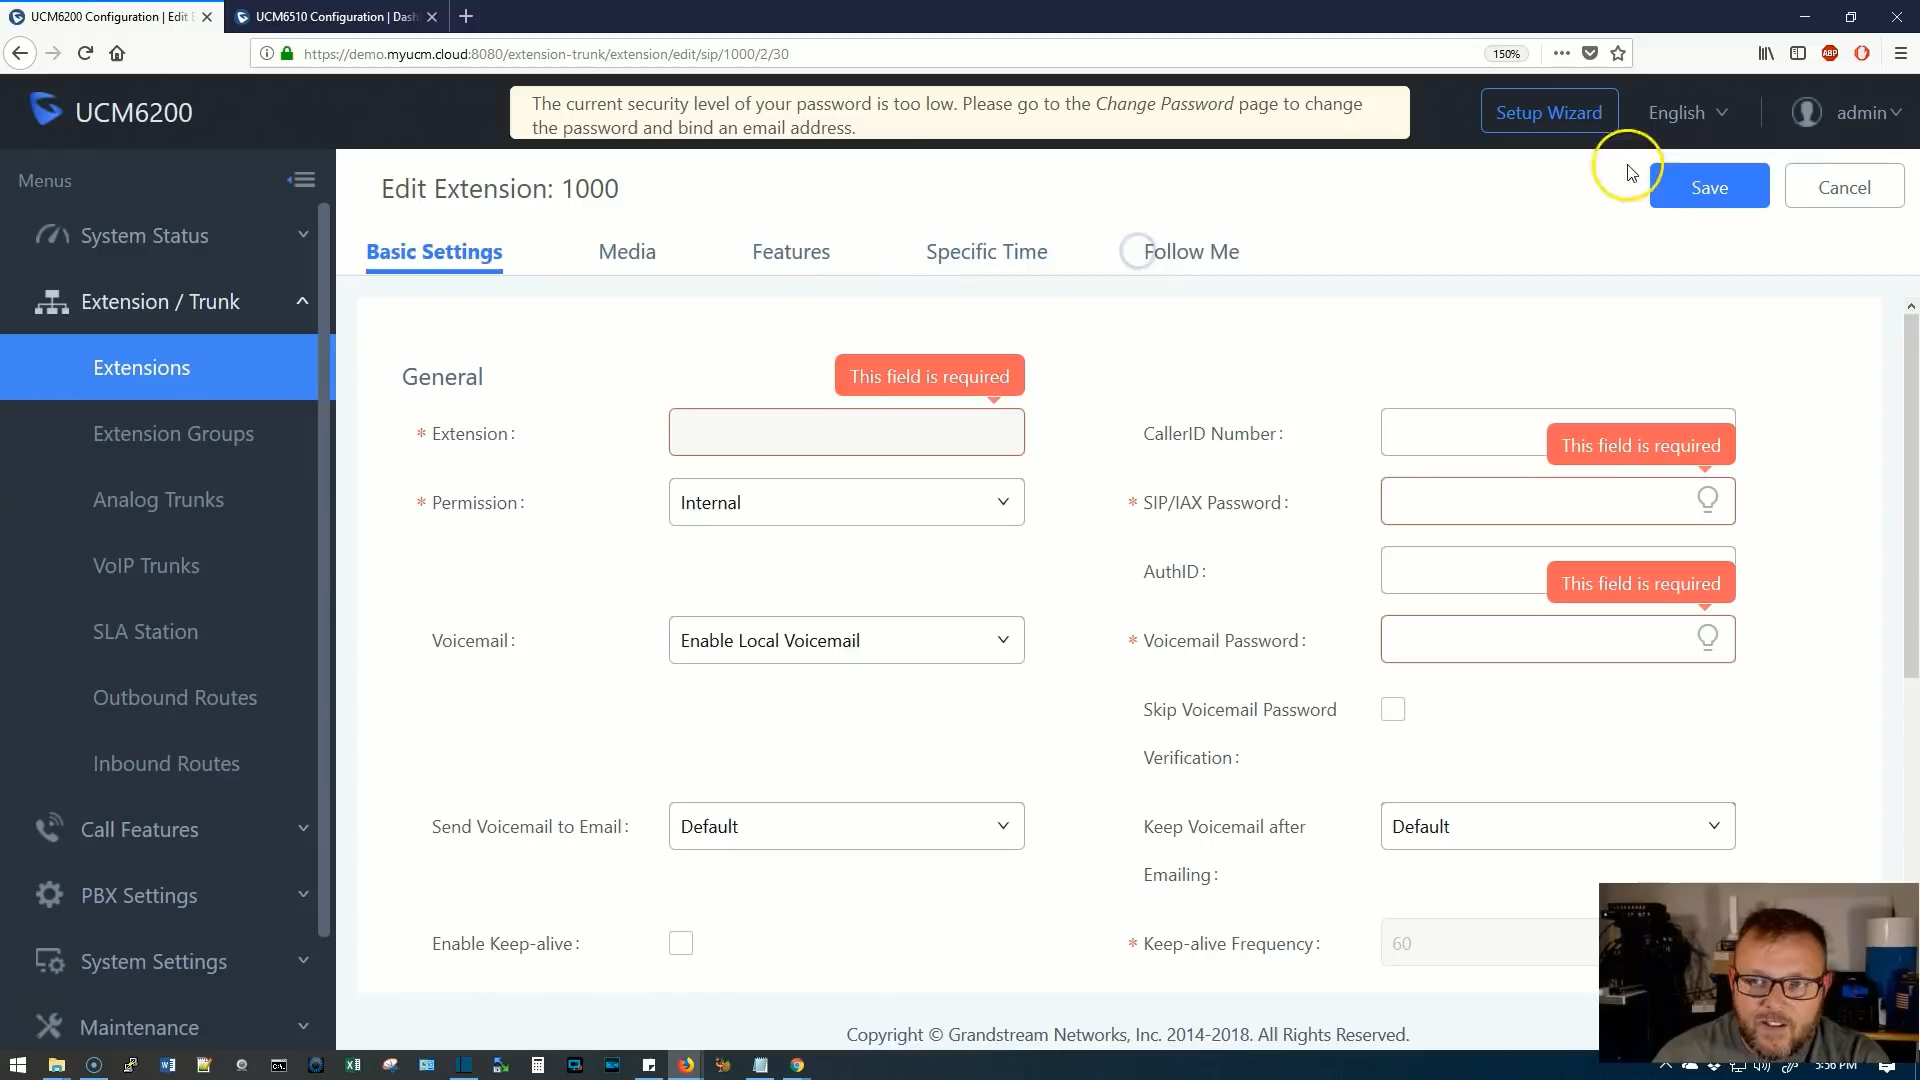 UCM6200 Configuration | Edit E
UCM6510 Configuration | Dash
https://demo.myucm.cloud:8080/extension-trunk/extension/edit/sip/1000/2/30
150%
ABP
UCM6200
The current security level of your password is too low. Please go to the Change Password page to change
the password and bind an email address.
Setup Wizard
English
admin
Menus
System Status
Extension / Trunk
Extensions
Extension Groups
Analog Trunks
VoIP Trunks
SLA Station
Outbound Routes
Inbound Routes
Call Features
PBX Settings
System Settings
Maintenance
Edit Extension: 1000
Save
Cancel
Basic Settings
Media
Features
Specific Time
Follow Me
General
This field is required
* Extension:
CallerID Number:
This field is required
* Permission:
Internal
* SIP/IAX Password:
AuthID:
This field is required
Voicemail:
Enable Local Voicemail
* Voicemail Password:
Skip Voicemail Password
Verification:
Send Voicemail to Email:
Default
Keep Voicemail after
Emailing:
Default
Enable Keep-alive:
* Keep-alive Frequency:
60
Copyright © Grandstream Networks, Inc. 2014-2018. All Rights Reserved.
5:56 PM